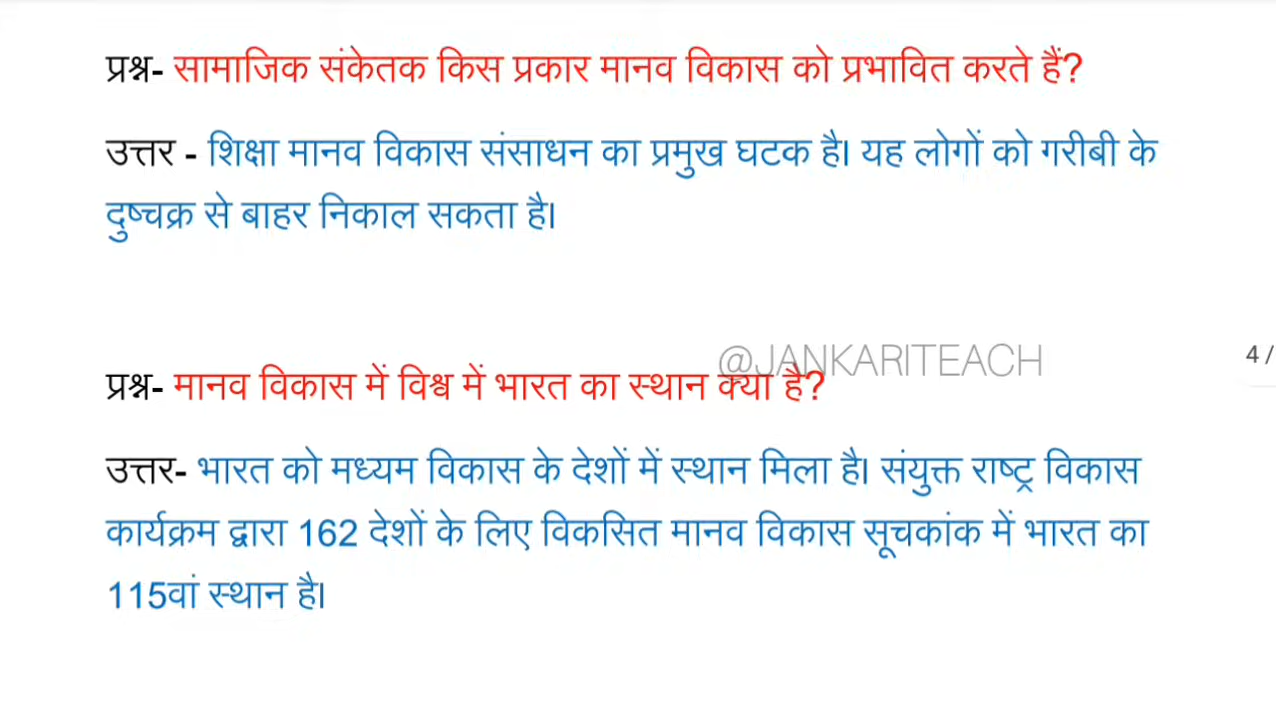 प्रश्न- सामाजिक संकेतक किस प्रकार मानव विकास को प्रभावित करते हैं?
उत्तर - शिक्षा मानव विकास संसाधन का प्रमुख घटक है। यह लोगों को गरीबी के
दुष्चक्र से बाहर निकाल सकता है।
@JANKARITEACH
4 /
प्रश्न- मानव विकास में विश्व में भारत का स्थान क्या है?
उत्तर- भारत को मध्यम विकास के देशों में स्थान मिला है। संयुक्त राष्ट्र विकास
कार्यक्रम द्वारा 162 देशों के लिए विकसित मानव विकास सूचकांक में भारत का
115वां स्थान है।